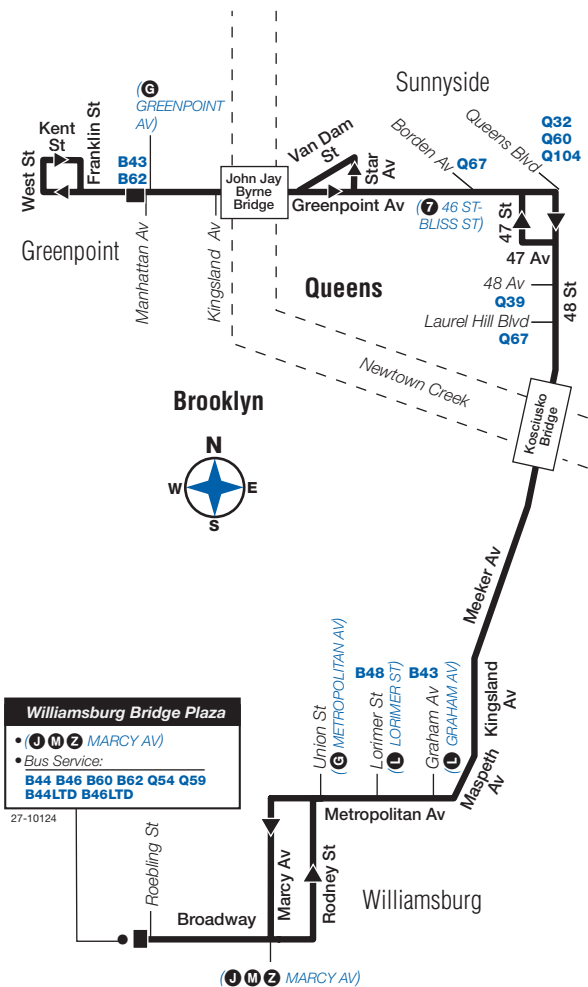 Sunnyside
(G
GREENPOINT
AV)
Kent
St
Franklin St
West St
B43
B62
Van Dam
St
Star
Av
Borden Av
Q67
Queens Blvd
Q32
Q60
Q104
John Jay
Byrne
Bridge
Greenpoint Av
(7 46 ST-
BLISS ST)
47 St
47 Av
Greenpoint
Manhattan Av
Kingsland Av
Queens
48 Av
Q39
Laurel Hill Blvd
Q67
48 St
Newtown Creek
Kosciusko
Bridge
Brooklyn
N
W
E
S
Meeker Av
B48
B43
Union St
(G METROPOLITAN AV)
Lorimer St
(L LORIMER ST)
Graham Av
(L GRAHAM AV)
Kingsland
Av
Maspeth
Av
Williamsburg Bridge Plaza
• (J M Z MARCY AV)
• Bus Service:
B44 B46 B60 B62 Q54 Q59
B44LTD B46LTD
27-10124
Metropolitan Av
Roebling St
Marcy Av
Rodney St
Williamsburg
Broadway
(J M Z MARCY AV)